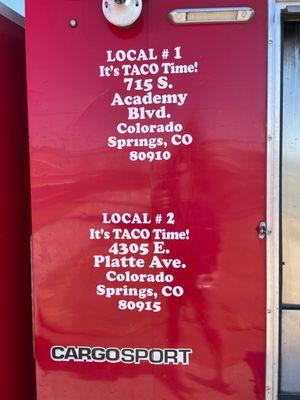 LOCAL # 1
It's TACO Time!
715 S.
Academy
Blvd.
Colorado
Springs, CO
80910
LOCAL # 2
It's TACO Time!
4305 E.
Platte Ave.
Colorado
Springs, CO
80915
CARGOSPORT